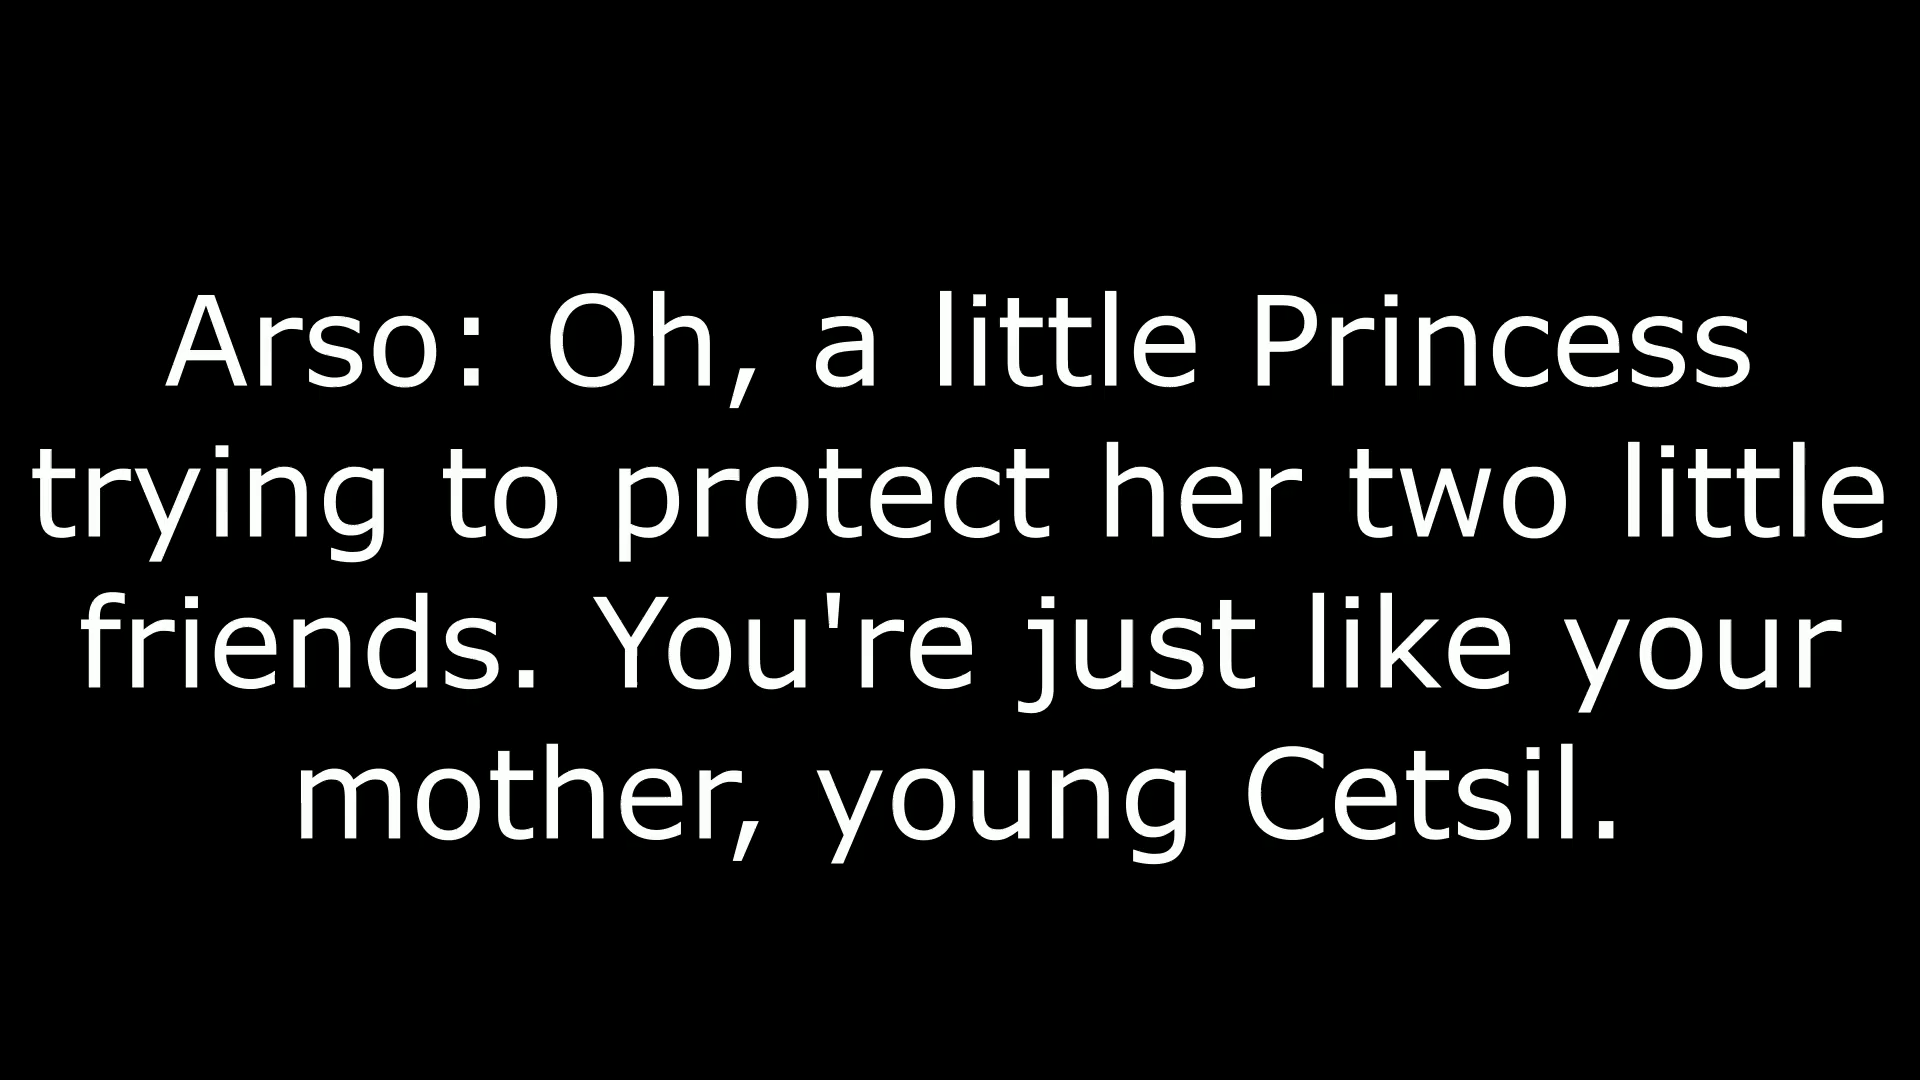 Arso: Oh, a little Princess
trying to protect her two little
friends. You're just like your
mother, young Cetsil.